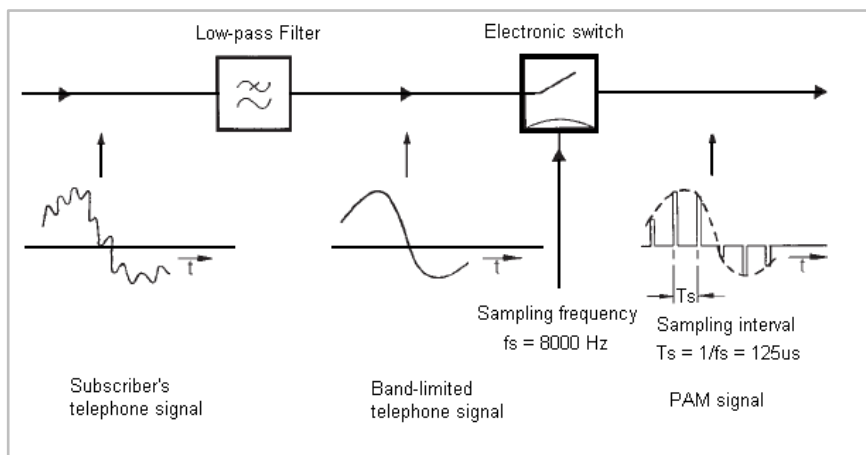 Low-pass Filter
Electronic switch
t
t
t
Ts
Sampling frequency
fs = 8000 Hz
Sampling interval
Ts = 1/fs = 125us
Subscriber's
telephone signal
Band-limited
telephone signal
PAM signal